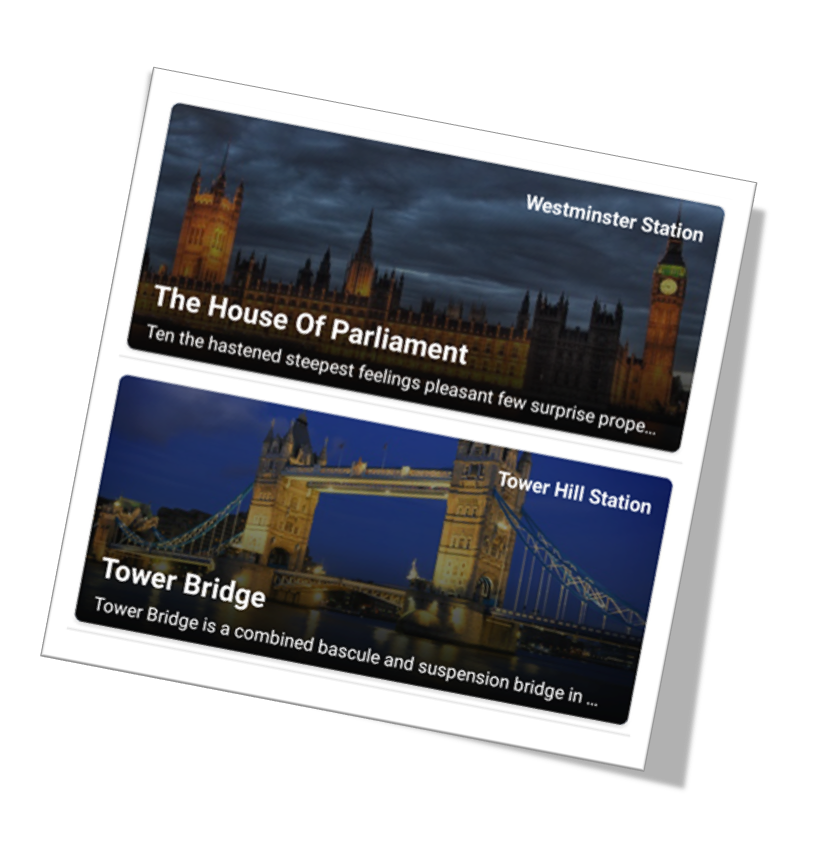 Westminster Station
The House Of Parliament
Ten the hastened steepest feelings pleasant few surprise prope...
Tower Hill Station
Tower Bridge
Tower Bridge is a combined bascule and suspension bridge in ...